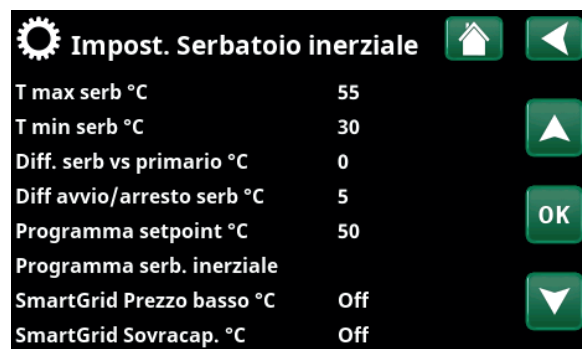 Impost. Serbatoio inerziale
T max serb °C 55
T min serb °C 30
Diff. serb vs primario °C 0
Diff avvio/arresto serb °C 5
Programma setpoint °C 50
Programma serb. inerziale
SmartGrid Prezzo basso °C Off
SmartGrid Sovracap. °C Off
OK